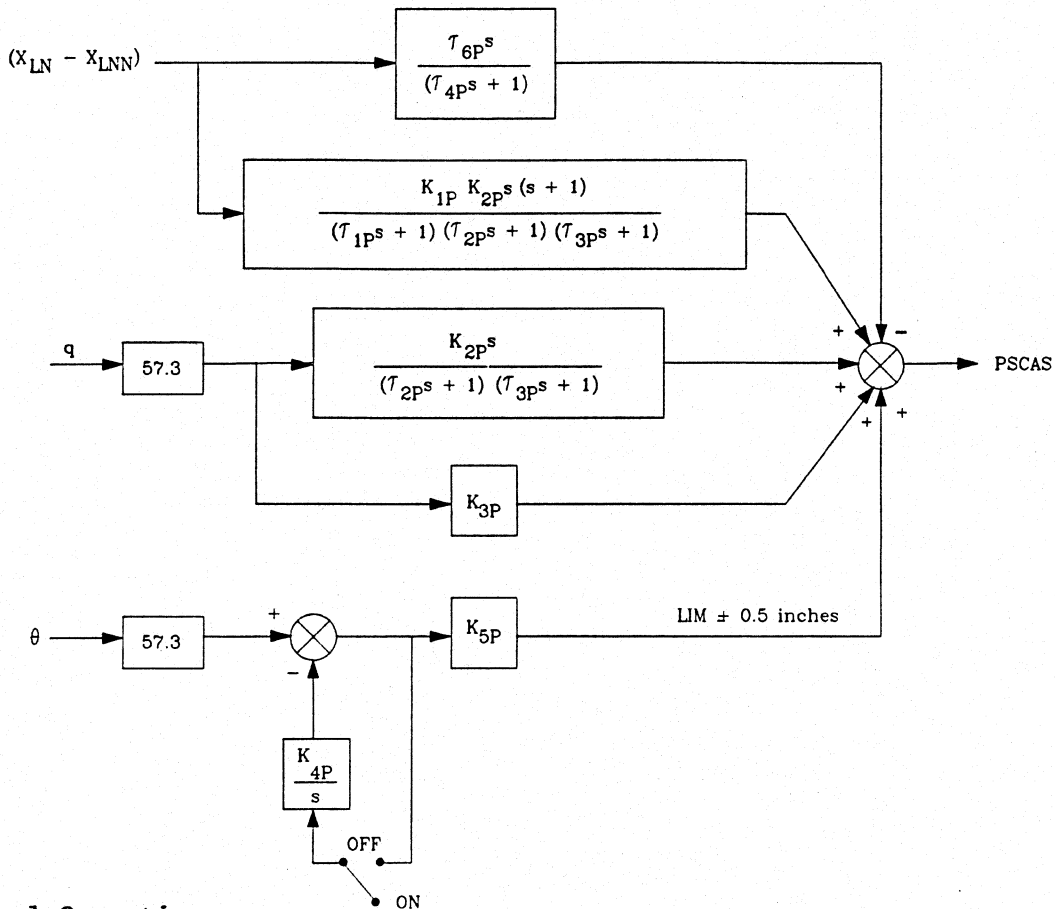 (X_LN - X_LNN)
τ_6P s
(τ_4P s + 1)
K_1P K_2P s (s + 1)
(τ_1P s + 1) (τ_2P s + 1) (τ_3P s + 1)
+
-
q
57.3
K_2P s
(τ_2P s + 1) (τ_3P s + 1)
PSCAS
+
+
+
K_3P
θ
57.3
+
-
K_5P
LIM ± 0.5 inches
K_4P
s
OFF
ON